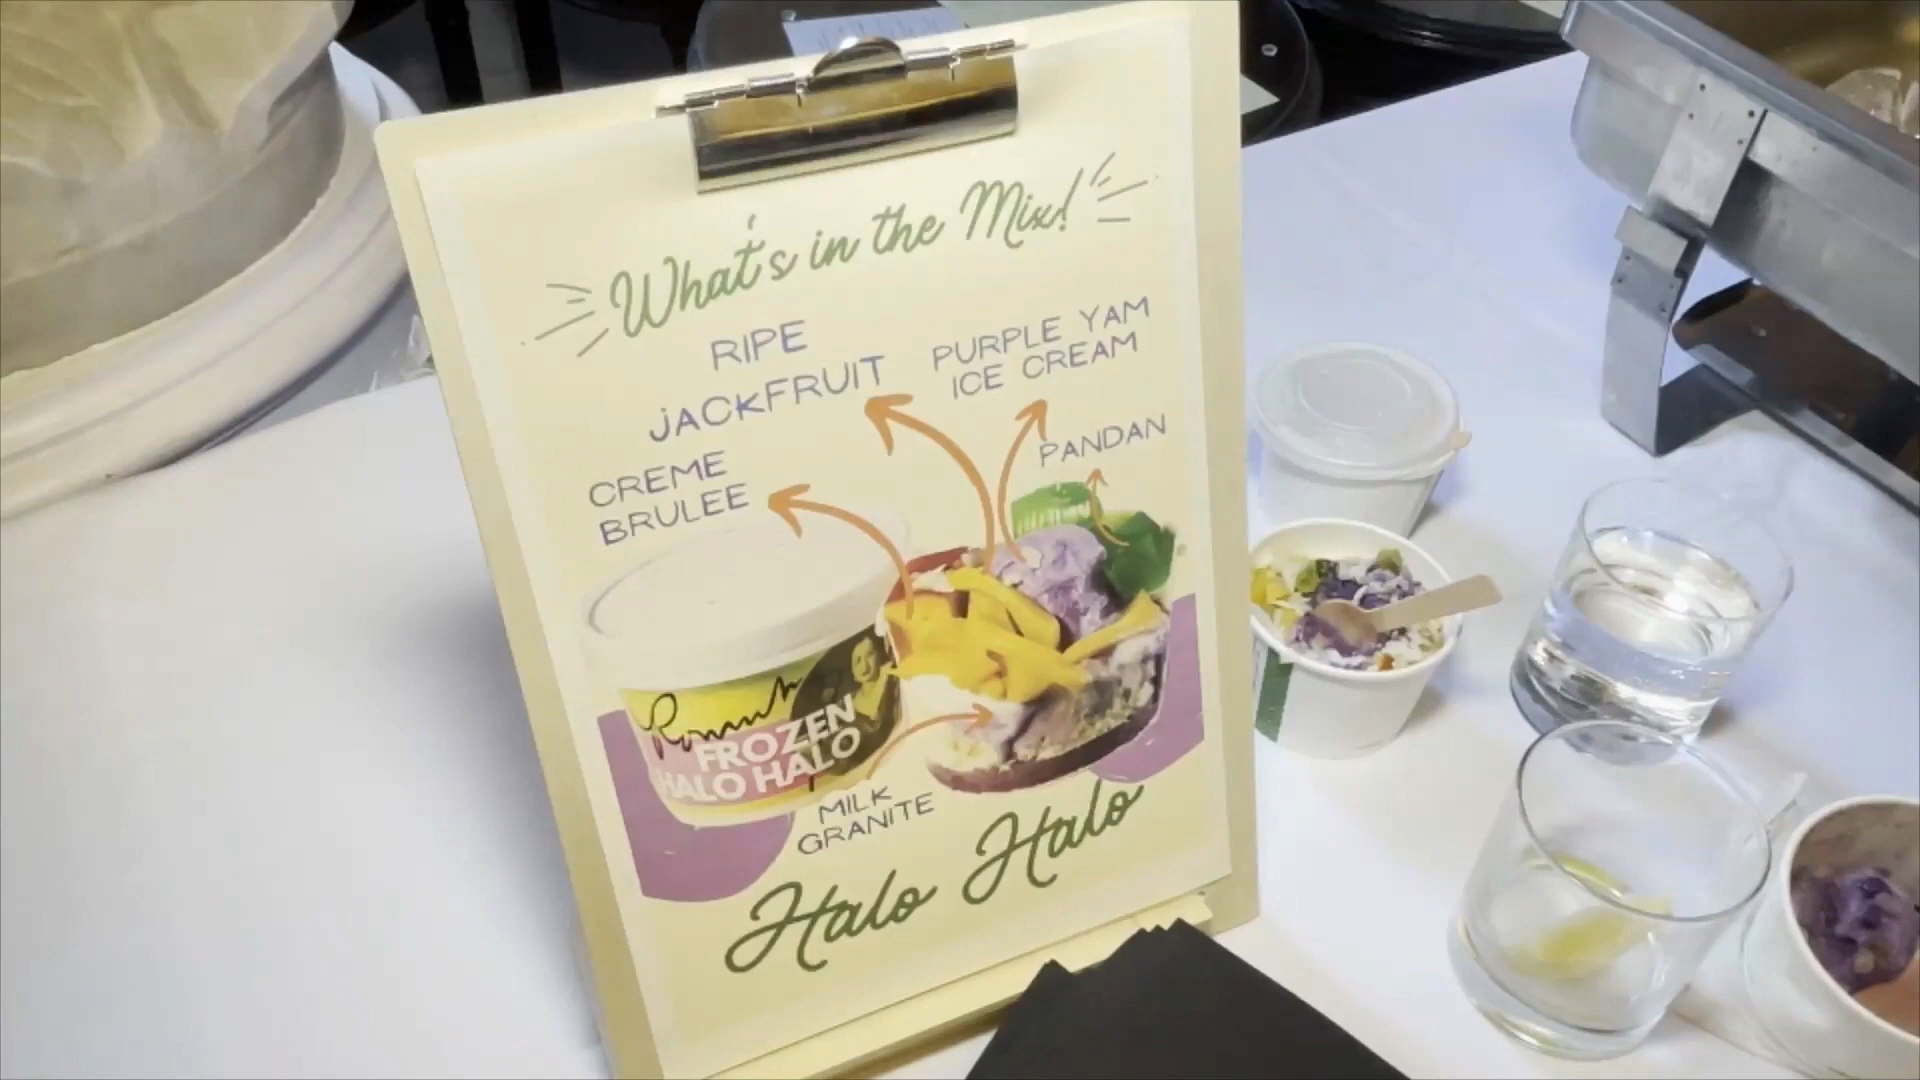 What's in the Mix!
RIPE
JACKFRUIT
PURPLE YAM
ICE CREAM
PANDAN
CREME
BRULEE
FROZEN
HALO HALO
MILK
GRANITE
Halo Halo